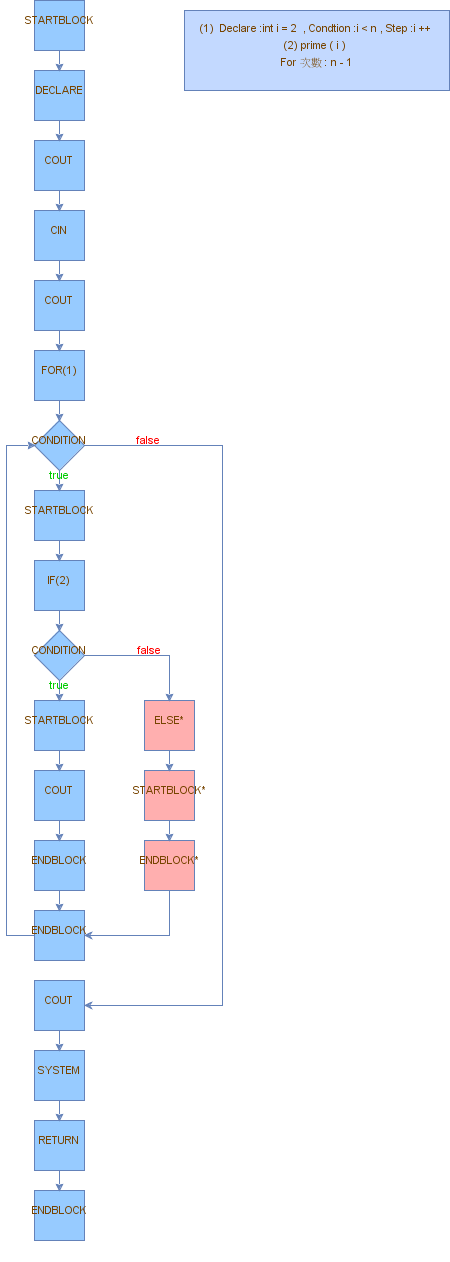 STARTBLOCK
(1) Declare :int i = 2 , Condtion :i < n , Step :i ++
(2) prime ( i )
For 次數 : n - 1
DECLARE
COUT
CIN
COUT
FOR(1)
CONDITION
false
true
STARTBLOCK
IF(2)
CONDITION
false
true
STARTBLOCK
ELSE*
COUT
STARTBLOCK*
ENDBLOCK
ENDBLOCK*
ENDBLOCK
COUT
SYSTEM
RETURN
ENDBLOCK